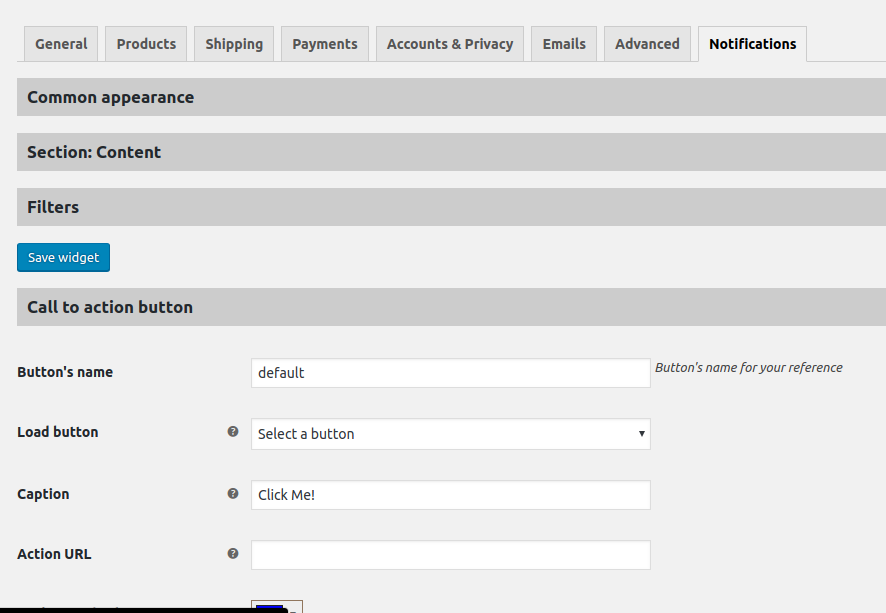 General Products Shipping Payments Accounts & Privacy Emails Advanced Notifications
Common appearance
Section: Content
Filters
Save widget
Call to action button
Button's name default Button's name for your reference
Load button Select a button
Caption Click Me!
Action URL